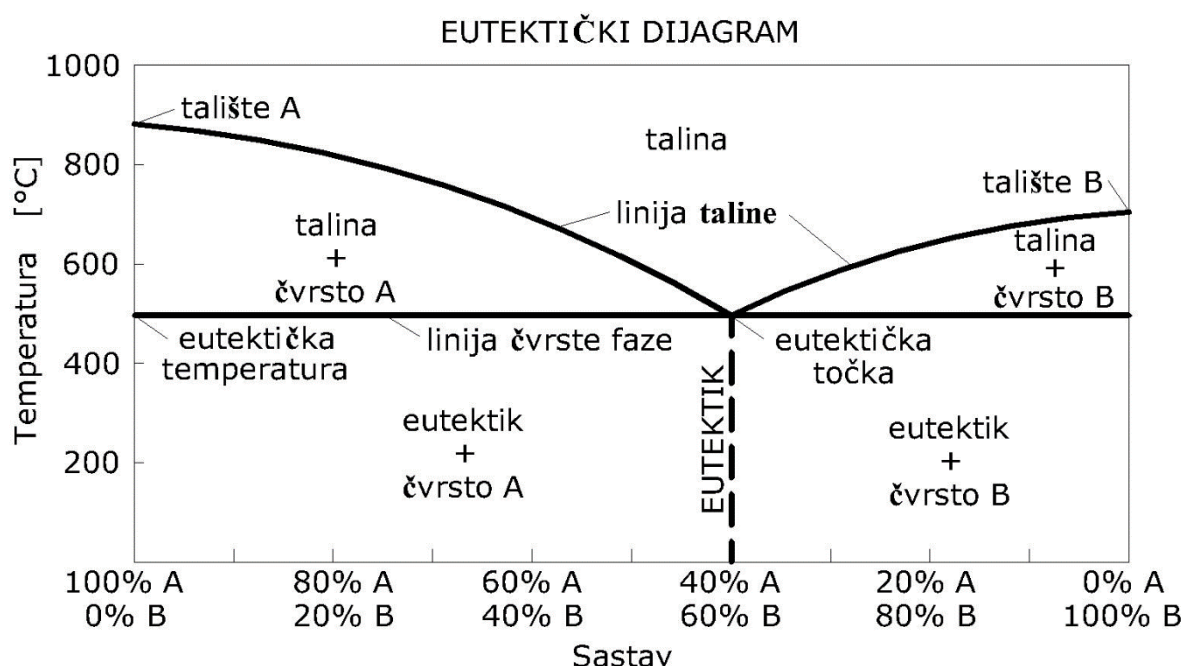 EUTEKTIČKI DIJAGRAM
1000
800
600
400
200
Temperatura [°C]
talište A
talina
talište B
linija taline
talina
+
čvrsto A
talina
+
čvrsto B
eutektička
temperatura
linija čvrste faze
eutektička
točka
EUTEKTIK
eutektik
+
čvrsto A
eutektik
+
čvrsto B
100% A 80% A 60% A 40% A 20% A 0% A
0% B 20% B 40% B 60% B 80% B 100% B
Sastav